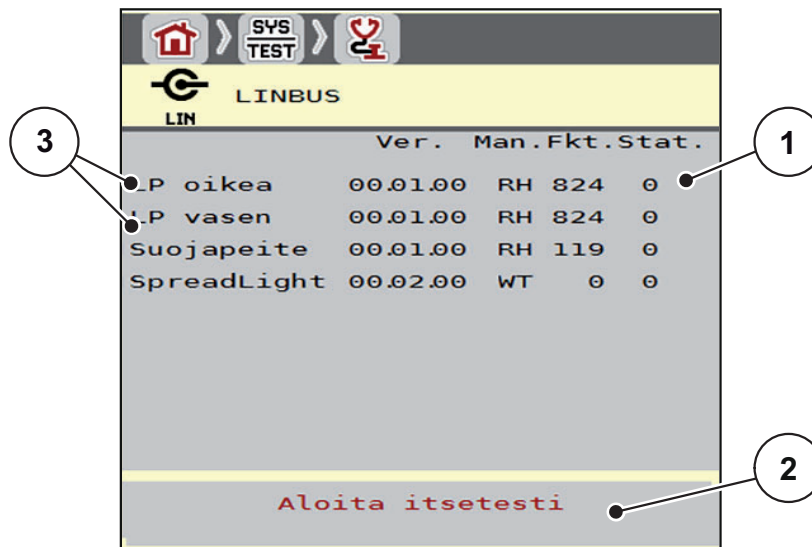 SYS
TEST
LIN
LINBUS
Ver. Man.Fkt.Stat.
LP oikea 00.01.00 RH 824 0
LP vasen 00.01.00 RH 824 0
Suojapeite 00.01.00 RH 119 0
SpreadLight 00.02.00 WT 0 0
Aloita itsetesti
3
1
2